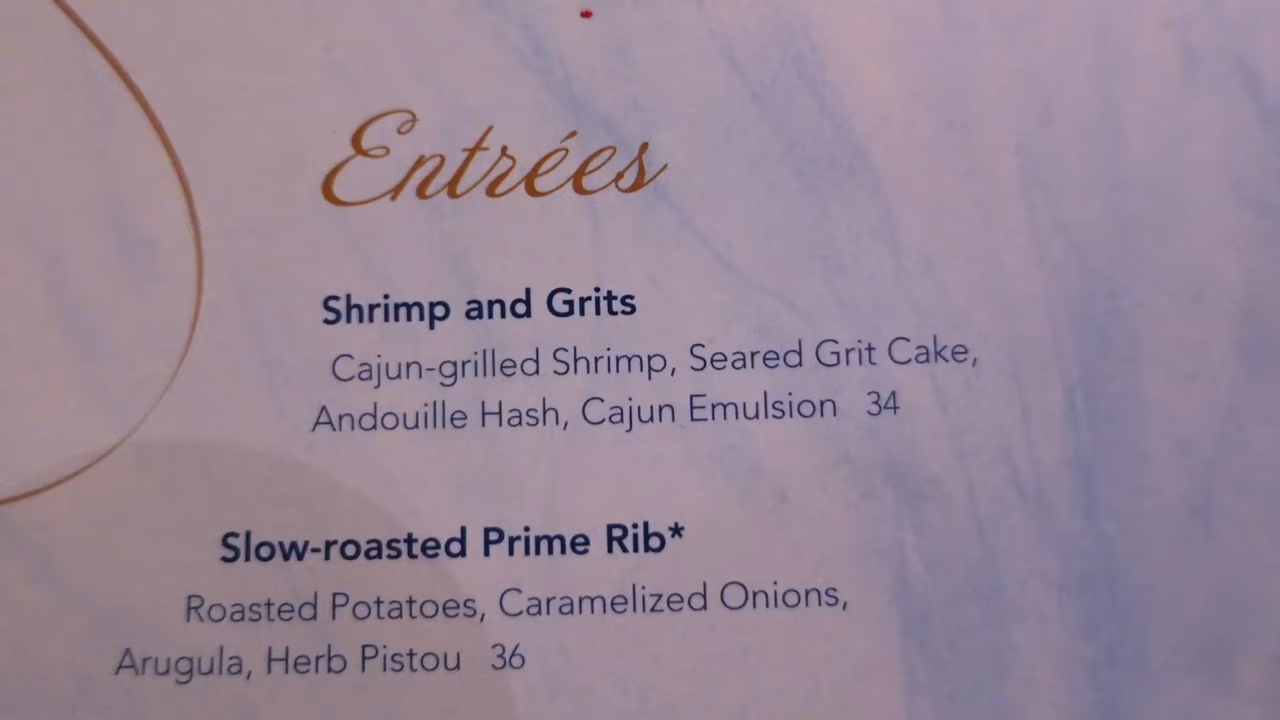 Entrées
Shrimp and Grits
Cajun-grilled Shrimp, Seared Grit Cake,
Andouille Hash, Cajun Emulsion 34
Slow-roasted Prime Rib*
Roasted Potatoes, Caramelized Onions,
Arugula, Herb Pistou 36